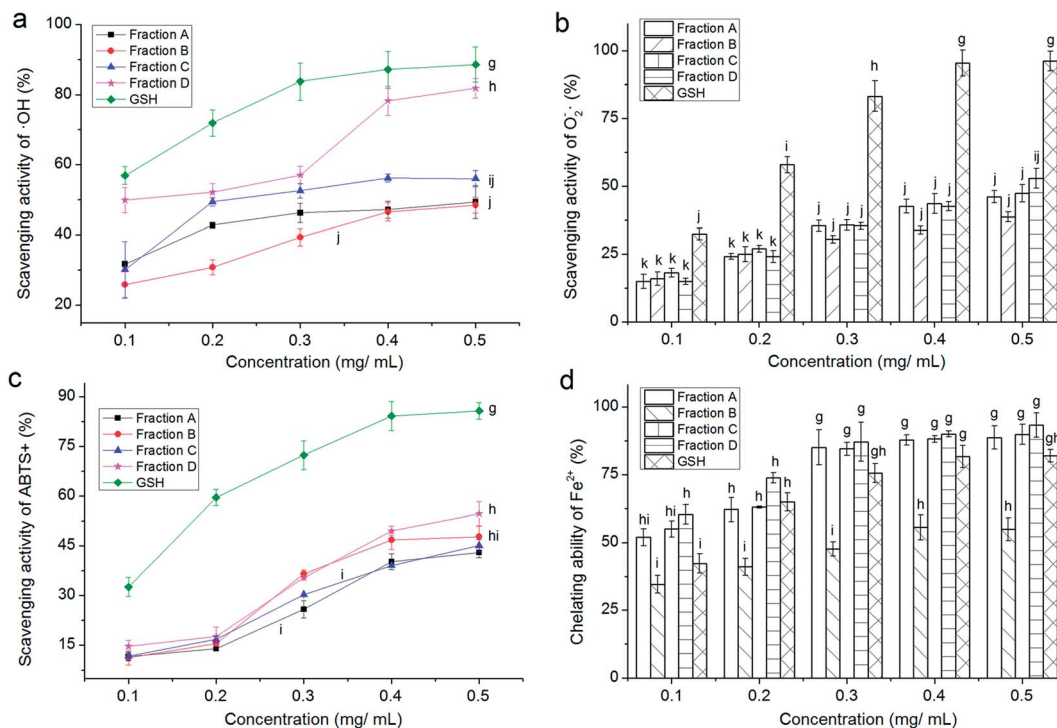 a
Scavenging activity of ·OH (%)
100
80
60
40
20
Fraction A
Fraction B
Fraction C
Fraction D
GSH
g
h
ij
j
j
0.1 0.2 0.3 0.4 0.5
Concentration (mg/ mL)
b
Scavenging activity of O₂⁻· (%)
100
75
50
25
0
Fraction A
Fraction B
Fraction C
Fraction D
GSH
k k k k j
k k k k i
j j j j h
j j j j g
j j j ij g
0.1 0.2 0.3 0.4 0.5
Concentration (mg/ mL)
c
Scavenging activity of ABTS+ (%)
90
75
60
45
30
15
Fraction A
Fraction B
Fraction C
Fraction D
GSH
g
h
hi
i
i
0.1 0.2 0.3 0.4 0.5
Concentration (mg/ mL)
d
Chelating ability of Fe²⁺ (%)
100
75
50
25
0
Fraction A
Fraction B
Fraction C
Fraction D
GSH
hi i hi h i
h i h h h
g i g g gh
g h g g g
g h g g gh
0.1 0.2 0.3 0.4 0.5
Concentration (mg/ mL)